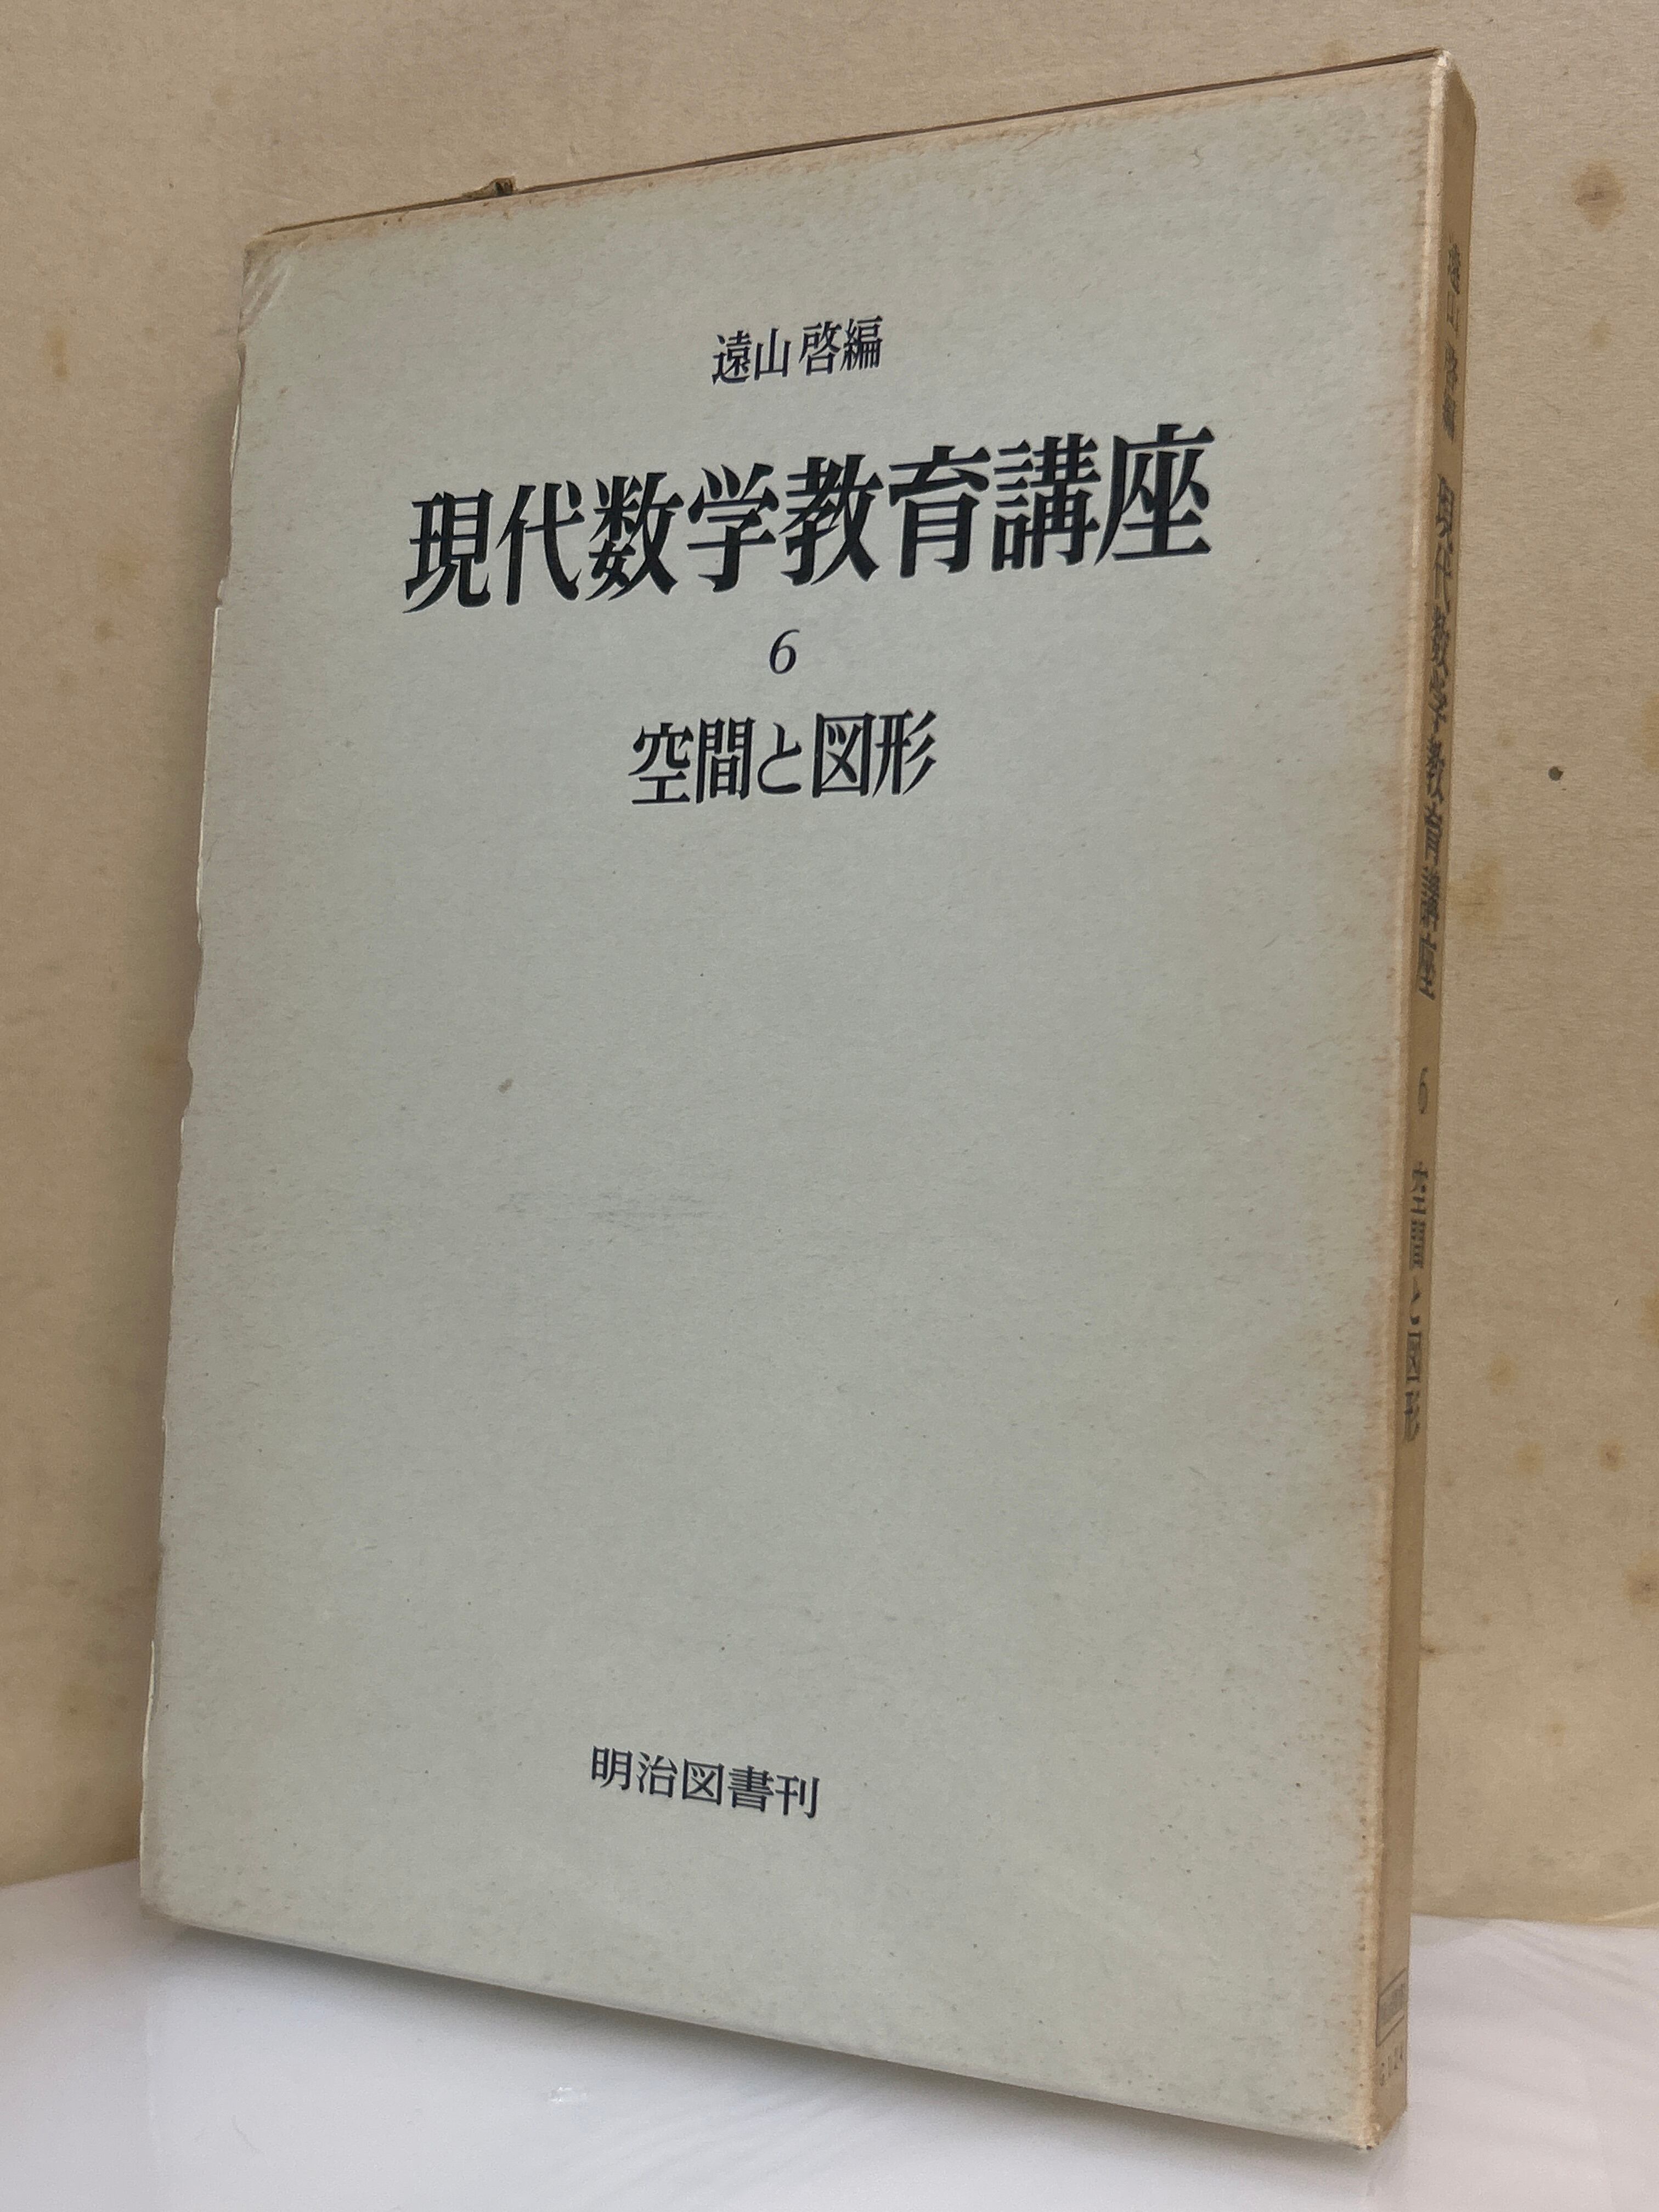 遠山啓編
現代数学教育講座
6
空間と図形
明治図書刊
遠山啓編 現代数学教育講座 6 空間と図形